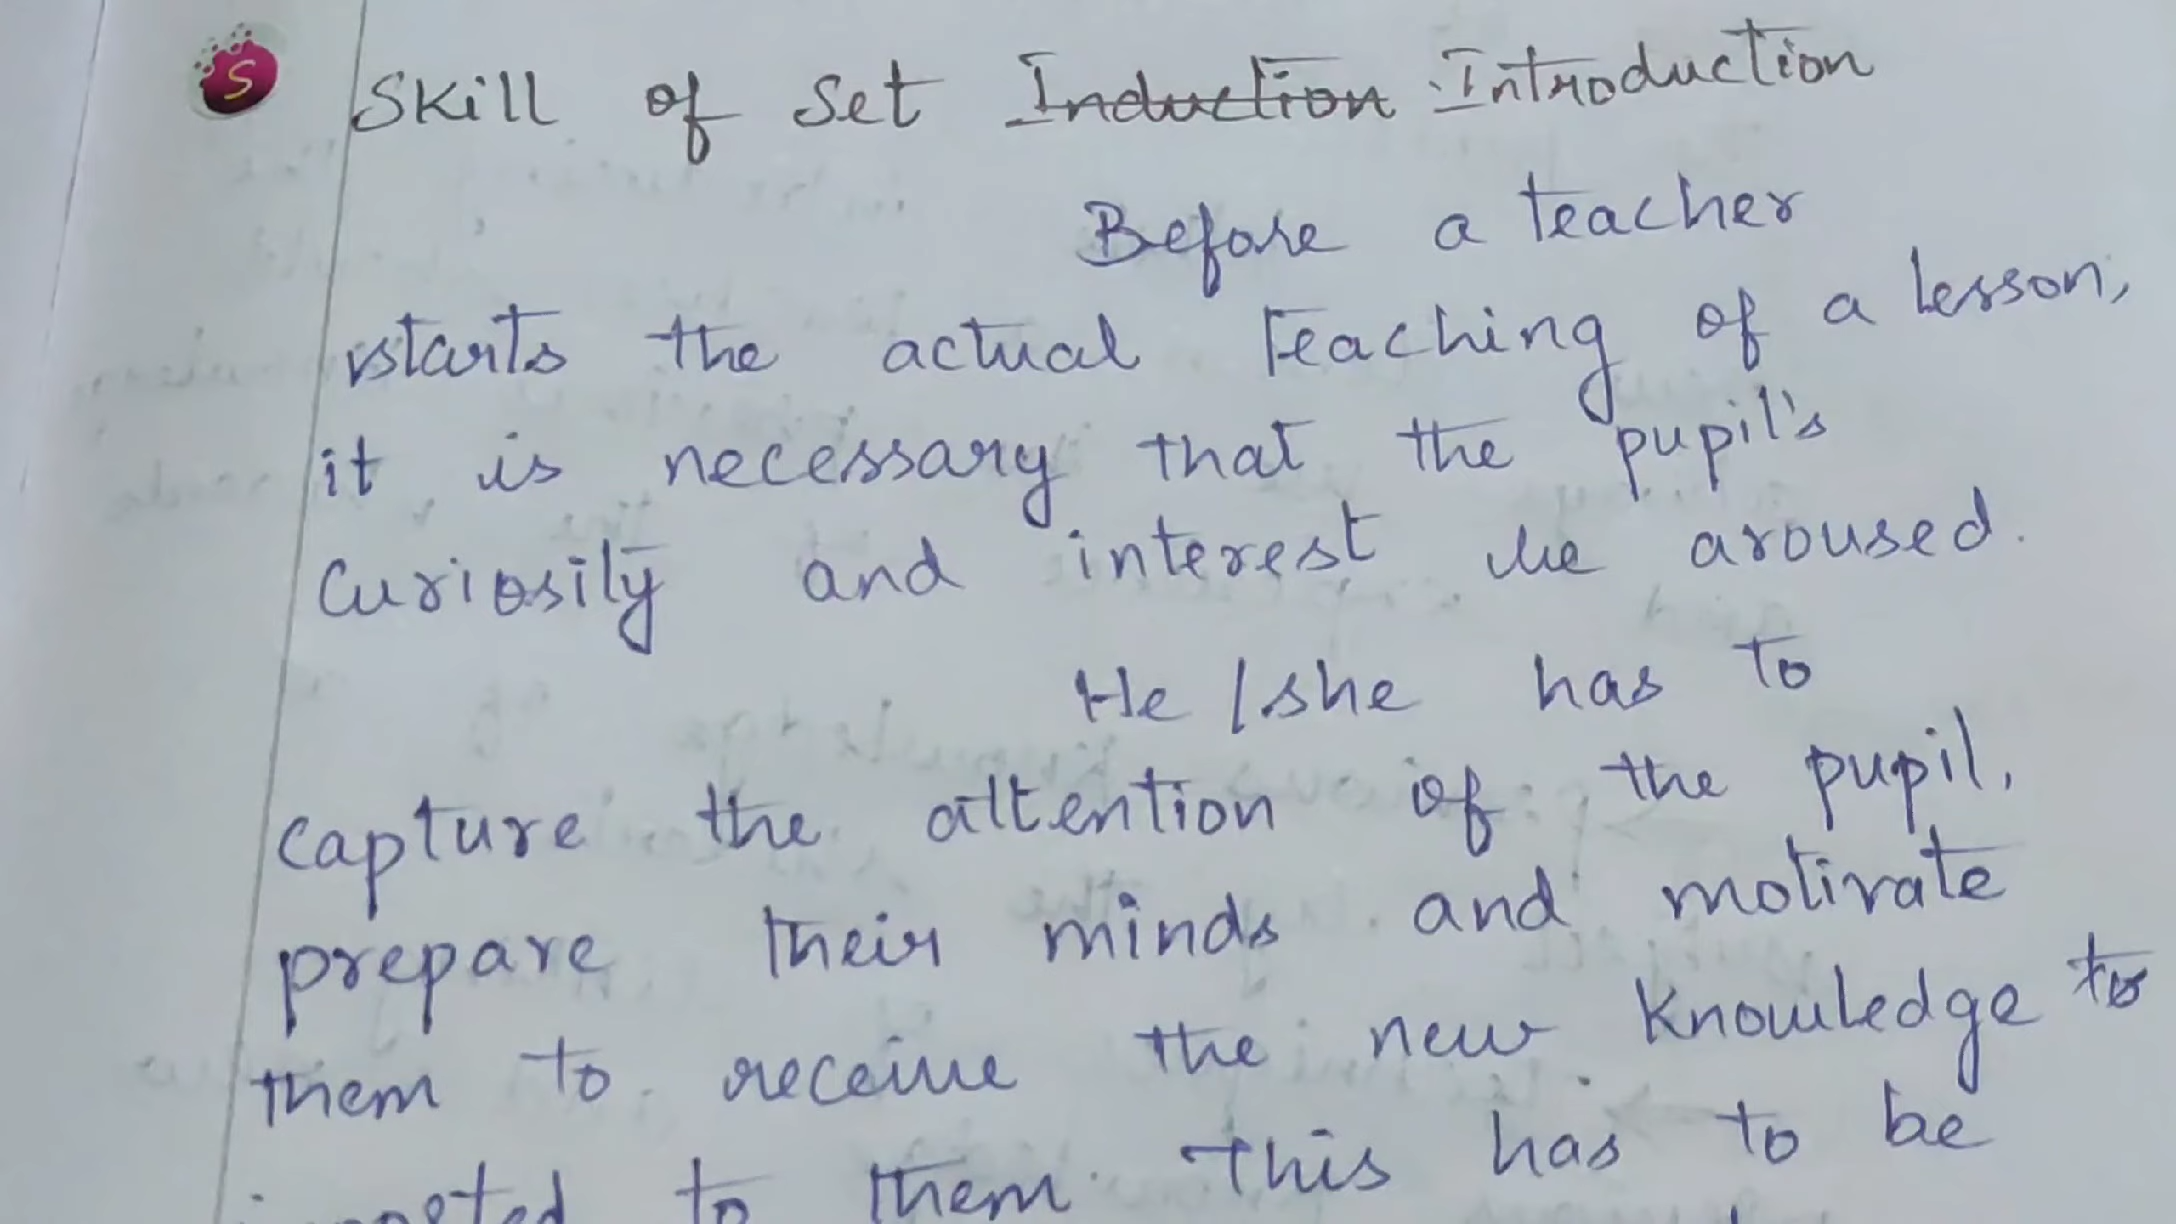 S
Skill of Set Induction Introduction
Before a teacher
starts the actual Teaching of a lesson,
it is necessary that the pupil's
Curiosity and interest be aroused.
He/she has to
capture the attention of the pupil,
prepare their minds and motivate
them to receive the new knowledge to
to them. This has to be